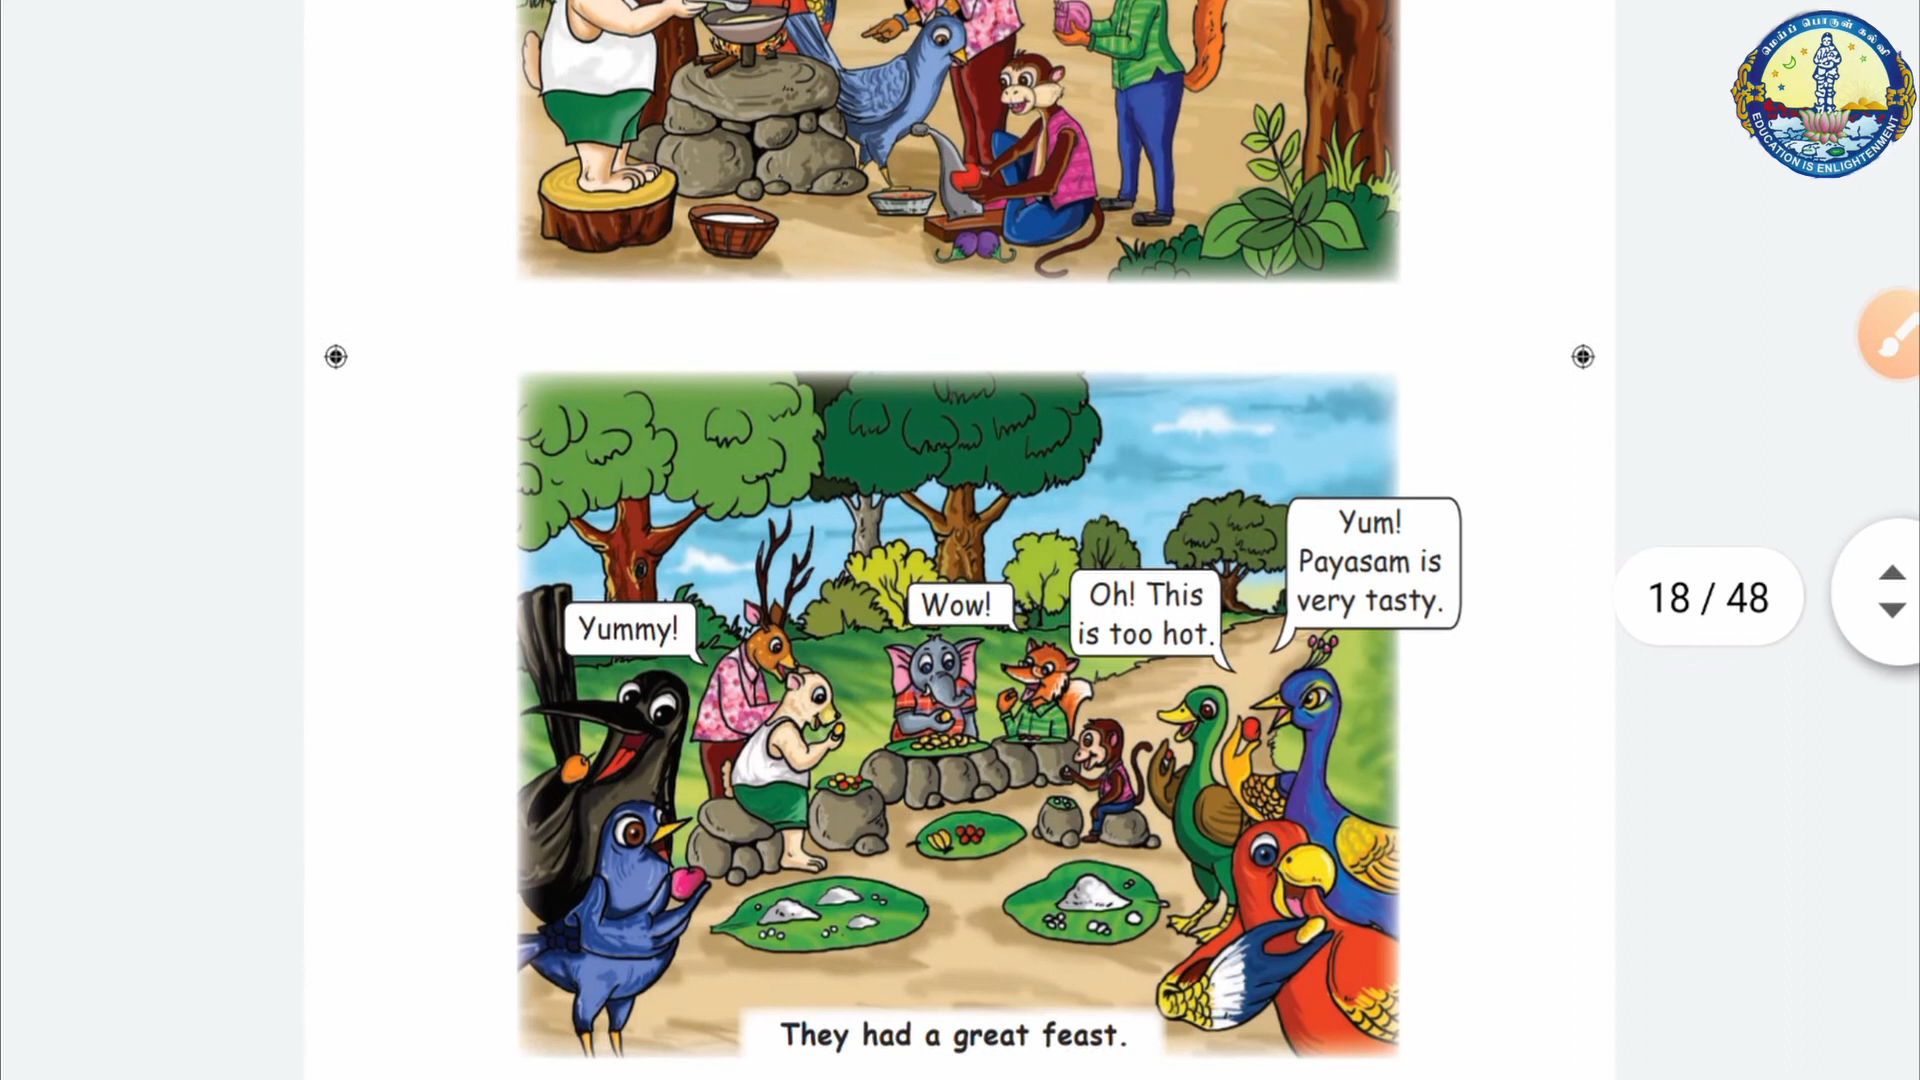 மெய்ப் பொருள் கல்வி
EDUCATION IS ENLIGHTENMENT
Yum!
Payasam is
very tasty.
Oh! This
is too hot.
Wow!
Yummy!
18 / 48
They had a great feast.